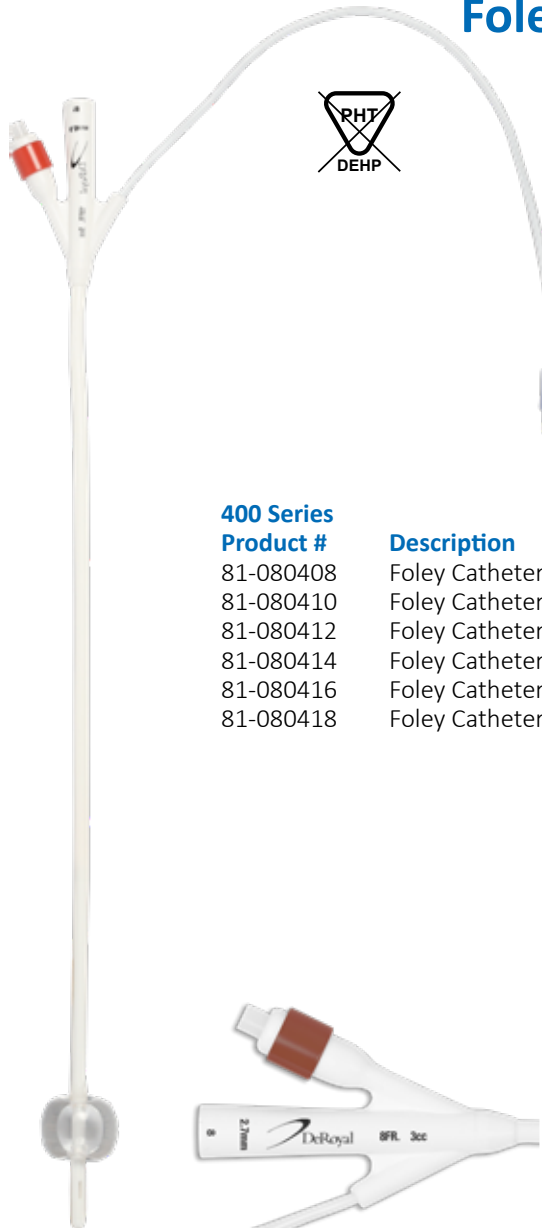 Fole
PHT
DEHP
400 Series
Product # Description
81-080408 Foley Catheter
81-080410 Foley Catheter
81-080412 Foley Catheter
81-080414 Foley Catheter
81-080416 Foley Catheter
81-080418 Foley Catheter
8 2.7mm DeRoyal 8FR. 3cc